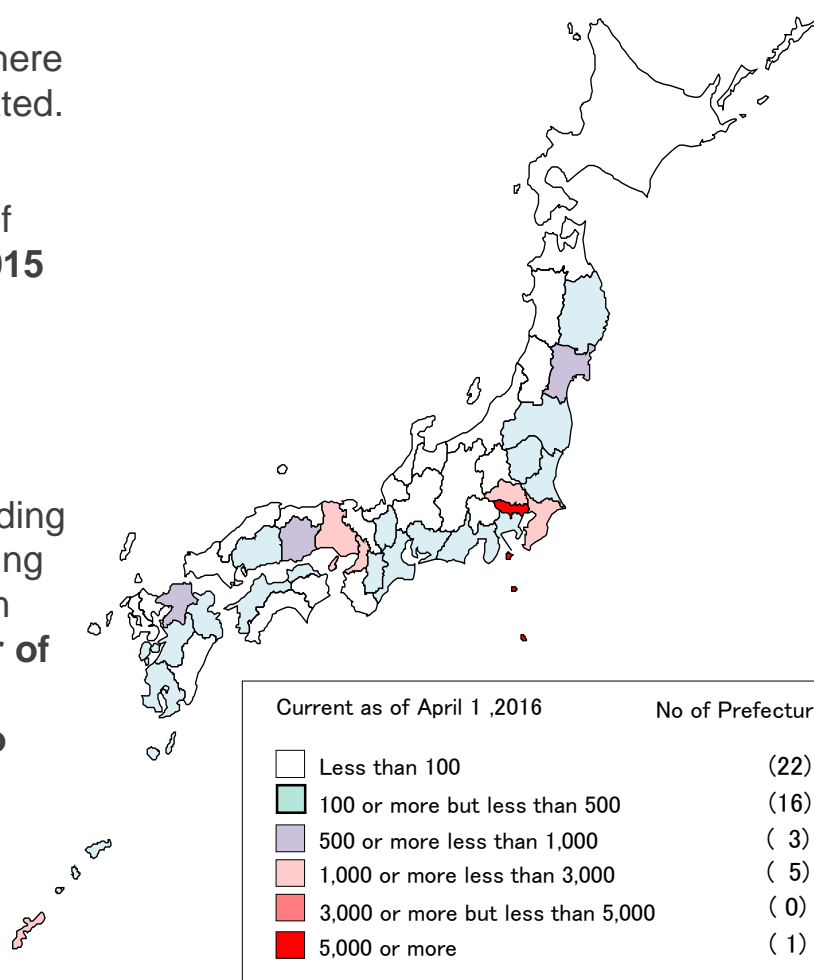 here
ted.
f
015
ding
ng
n
r of
o
Current as of April 1 ,2016 No of Prefectur
Less than 100 (22)
100 or more but less than 500 (16)
500 or more less than 1,000 ( 3)
1,000 or more less than 3,000 ( 5)
3,000 or more but less than 5,000 ( 0)
5,000 or more ( 1)